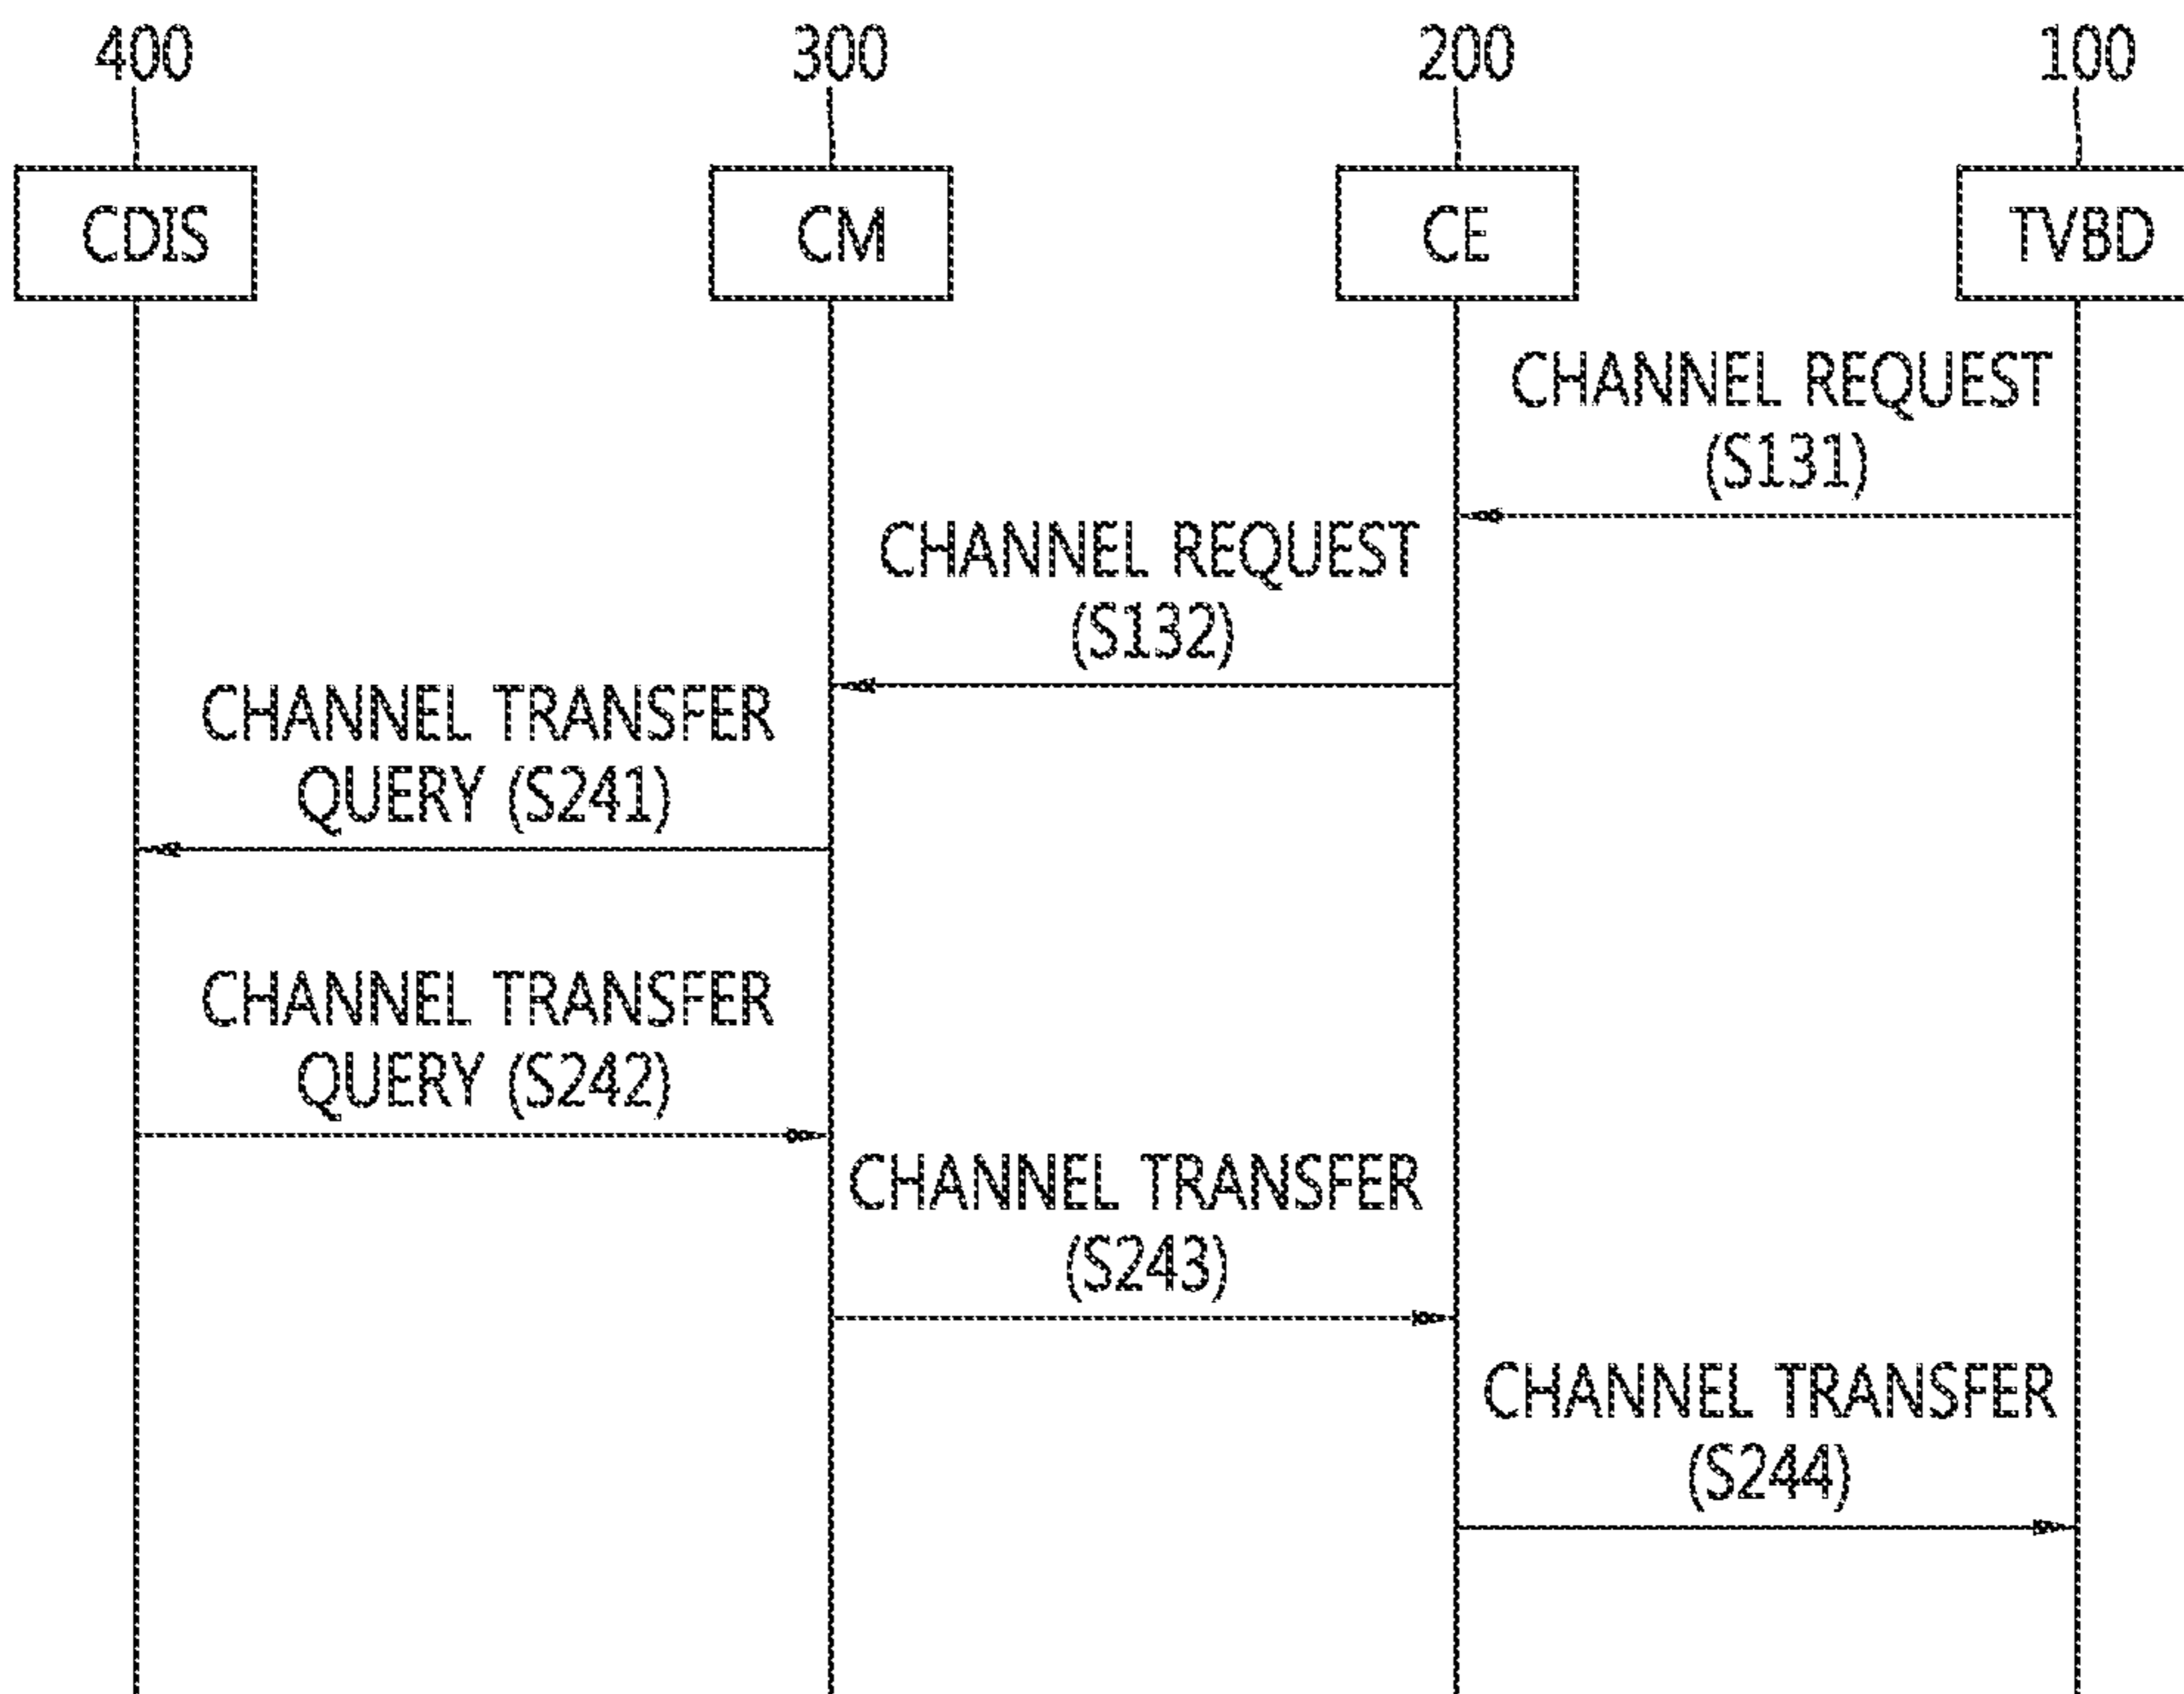 400
300
200
100
CDIS
CM
CE
TVBD
CHANNEL REQUEST
(S131)
CHANNEL REQUEST
(S132)
CHANNEL TRANSFER
QUERY (S241)
CHANNEL TRANSFER
QUERY (S242)
CHANNEL TRANSFER
(S243)
CHANNEL TRANSFER
(S244)